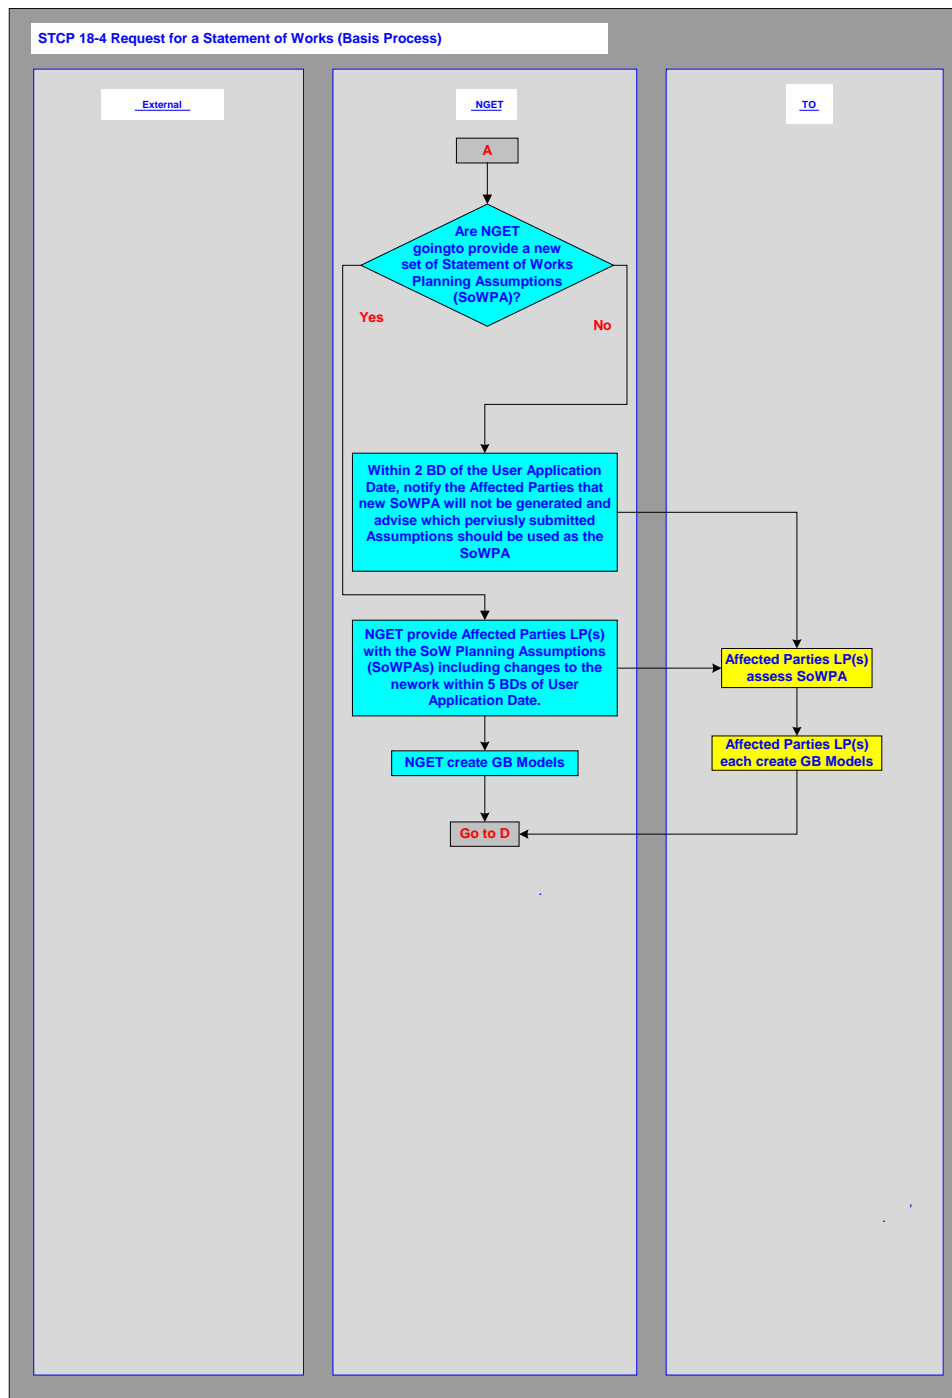 STCP 18-4 Request for a Statement of Works (Basis Process)
External
NGET
TO
A
Are NGET
goingto provide a new
set of Statement of Works
Planning Assumptions
(SoWPA)?
Yes
No
Within 2 BD of the User Application
Date, notify the Affected Parties that
new SoWPA will not be generated and
advise which perviusly submitted
Assumptions should be used as the
SoWPA
NGET provide Affected Parties LP(s)
with the SoW Planning Assumptions
(SoWPAs) including changes to the
nework within 5 BDs of User
Application Date.
Affected Parties LP(s)
assess SoWPA
NGET create GB Models
Affected Parties LP(s)
each create GB Models
Go to D